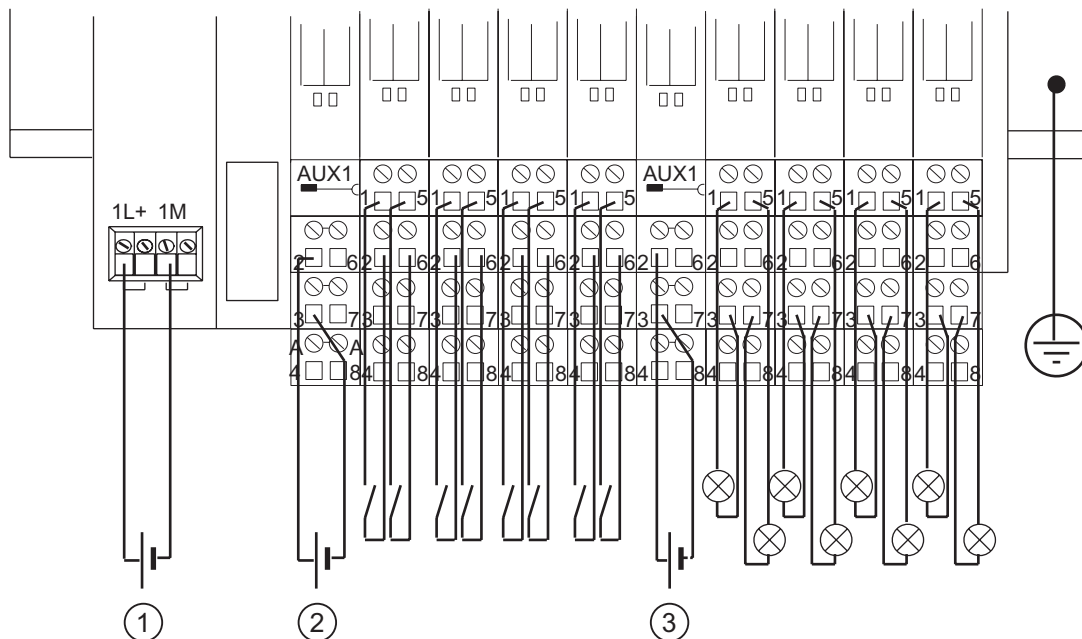 AUX1 1 5 1 5 1 5 1 5 AUX1 1 5 1 5 1 5 1 5
1L+ 1M
2 6 2 6 2 6 2 6 2 6 2 6 2 6 2 6 2 6 2 6
3 7 3 7 3 7 3 7 3 7 3 7 3 7 3 7 3 7 3 7
A A
4 8 4 8 4 8 4 8 4 8 4 8 4 8 4 8 4 8 4 8
1 2 3